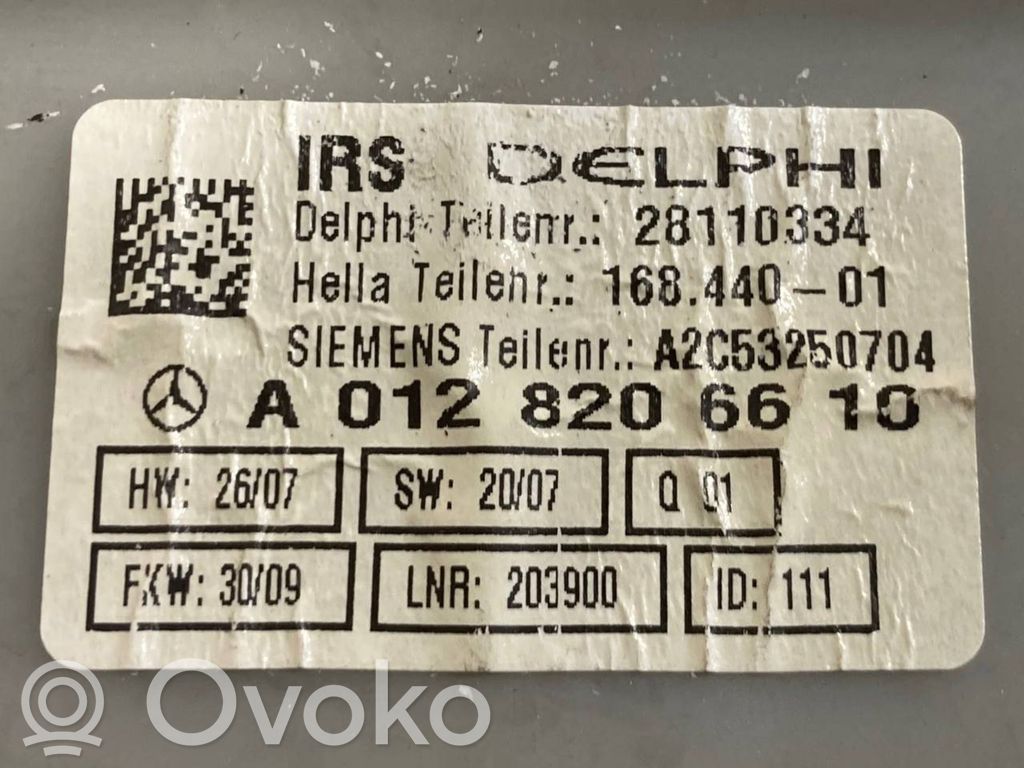 IRS DELPHI
Delphi-Teilenr.: 28110334
Hella Teilenr.: 168.440-01
SIEMENS Teilenr.: A2C53250704
A 012 820 66 10
HW: 26/07 SW: 20/07 Q 01
FKW: 30/09 LNR: 203900 ID: 111
Ovoko